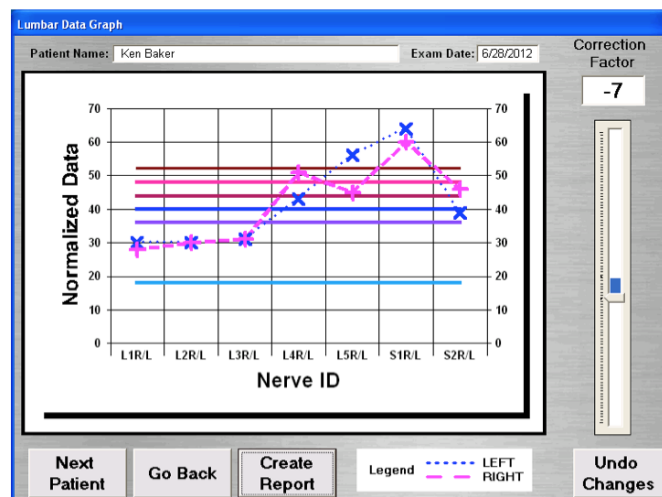 Lumbar Data Graph
Patient Name: Ken Baker Exam Date: 6/28/2012
Correction
Factor
-7
70 70
60 60
50 50
40 40
30 30
20 20
10 10
0 0
Normalized Data
L1R/L L2R/L L3R/L L4R/L L5R/L S1R/L S2R/L
Nerve ID
Next
Patient
Go Back
Create
Report
Legend
LEFT
RIGHT
Undo
Changes